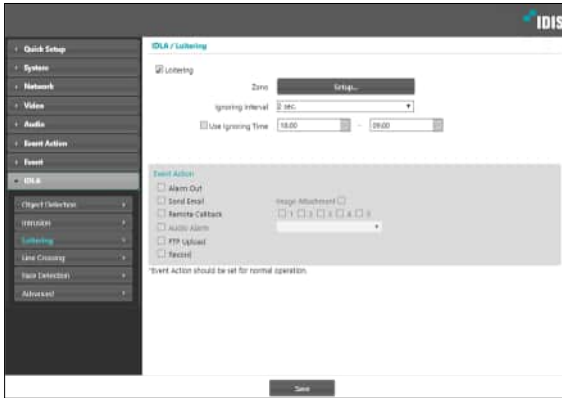 IDIS
Quick Setup
System
Network
Video
Audio
Event Action
Event
IDLA
Object Detection
Intrusion
Loitering
Line Crossing
Face Detection
Advanced
IDLA / Loitering
Loitering
Zone Setup...
Ignoring Interval 2 sec.
Use Ignoring Time 18:00 - 09:00
Event Action
Alarm Out
Send Email Image Attachment
Remote Callback 1 2 3 4 5
Audio Alarm
FTP Upload
Record
*Event Action should be set for normal operation.
Save